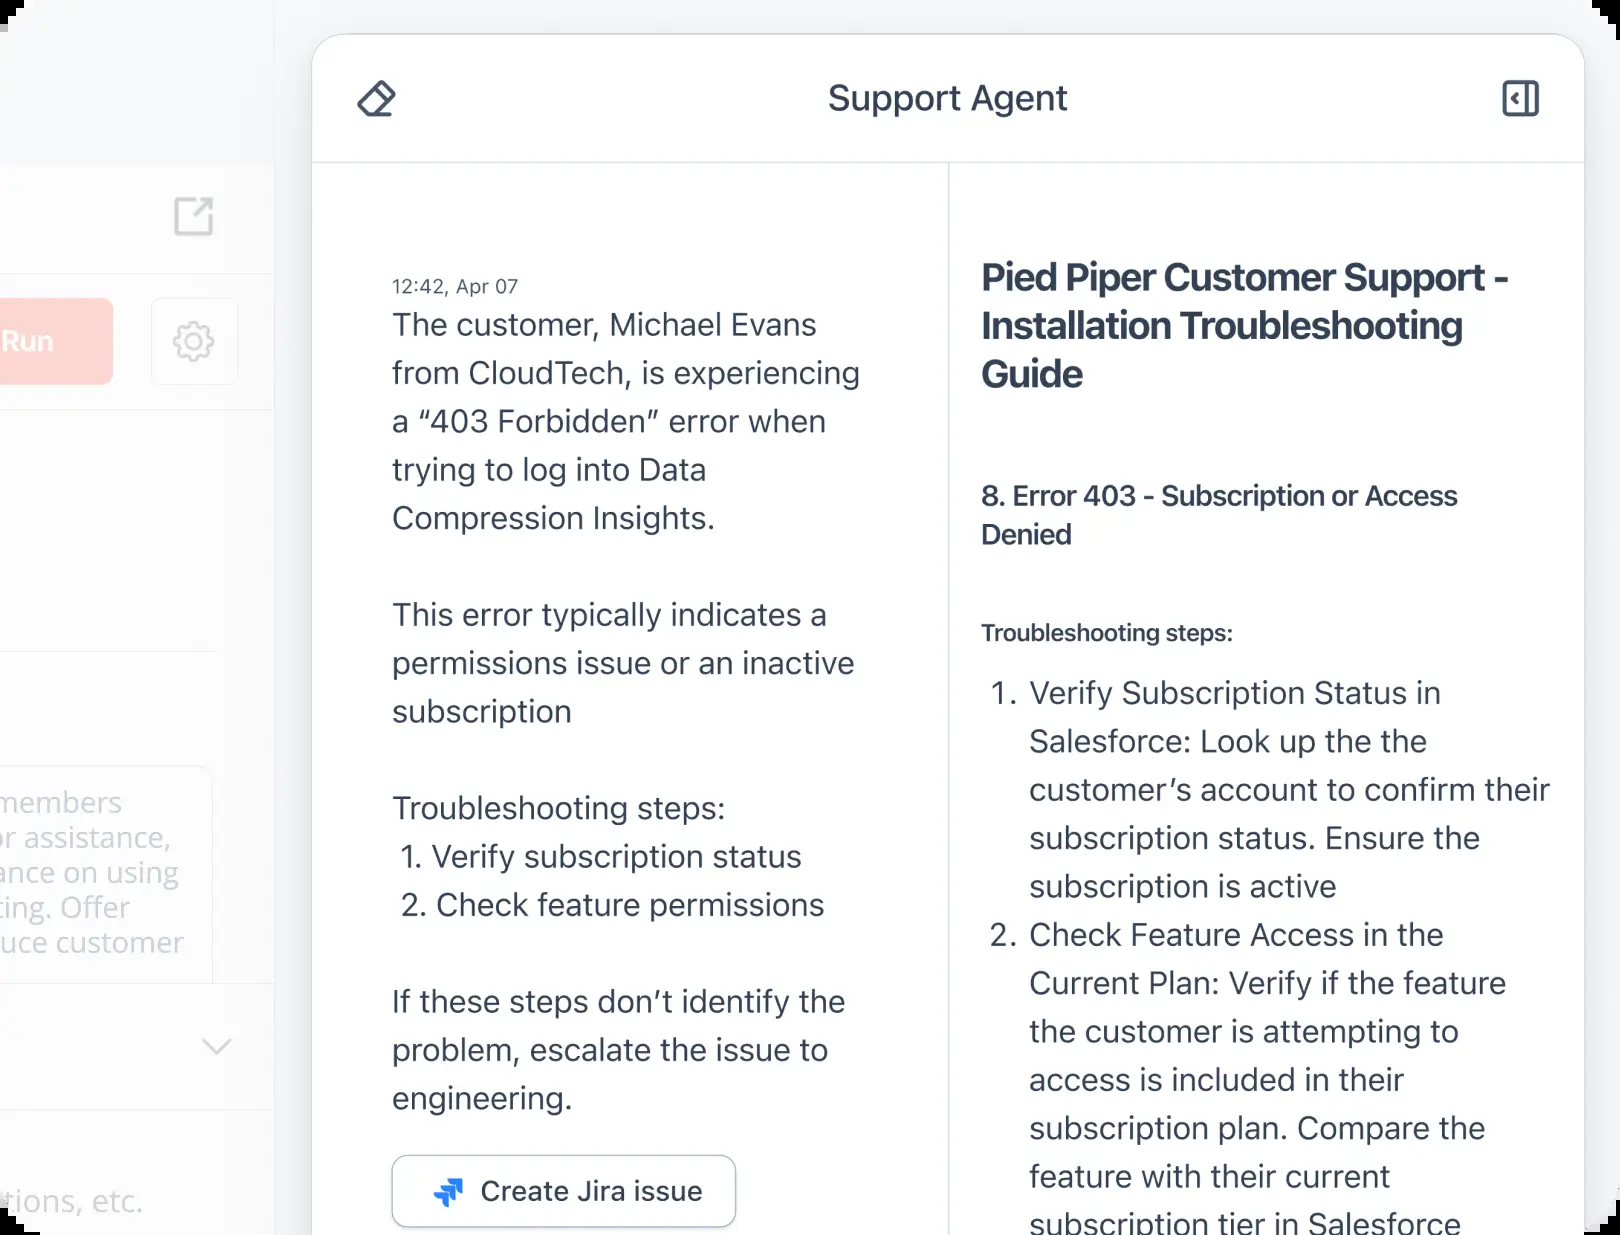 Support Agent
Run
members
or assistance,
ance on using
ting. Offer
uce customer
tions, etc.
12:42, Apr 07
The customer, Michael Evans
from CloudTech, is experiencing
a “403 Forbidden” error when
trying to log into Data
Compression Insights.
This error typically indicates a
permissions issue or an inactive
subscription
Troubleshooting steps:
1. Verify subscription status
2. Check feature permissions
If these steps don’t identify the
problem, escalate the issue to
engineering.
Create Jira issue
Pied Piper Customer Support -
Installation Troubleshooting
Guide
8. Error 403 - Subscription or Access
Denied
Troubleshooting steps:
1. Verify Subscription Status in
Salesforce: Look up the the
customer’s account to confirm their
subscription status. Ensure the
subscription is active
2. Check Feature Access in the
Current Plan: Verify if the feature
the customer is attempting to
access is included in their
subscription plan. Compare the
feature with their current
subscription tier in Salesforce